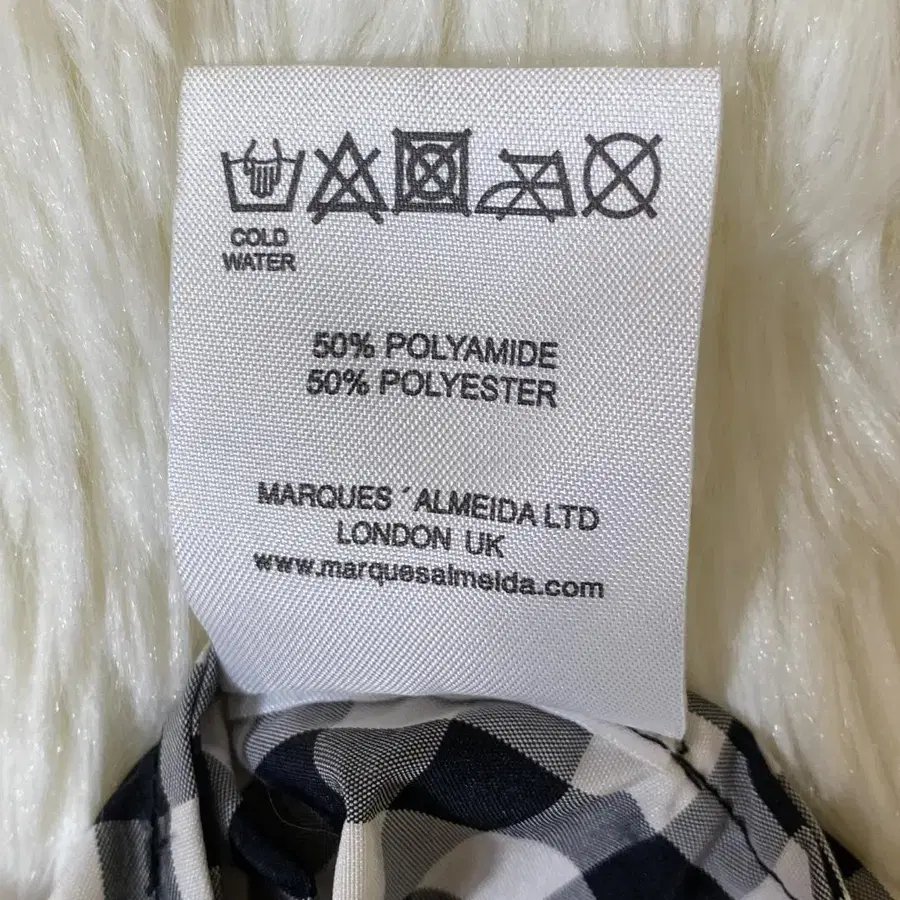 COLD
WATER
50% POLYAMIDE
50% POLYESTER
MARQUES ´ALMEIDA LTD
LONDON UK
www.marquesalmeida.com